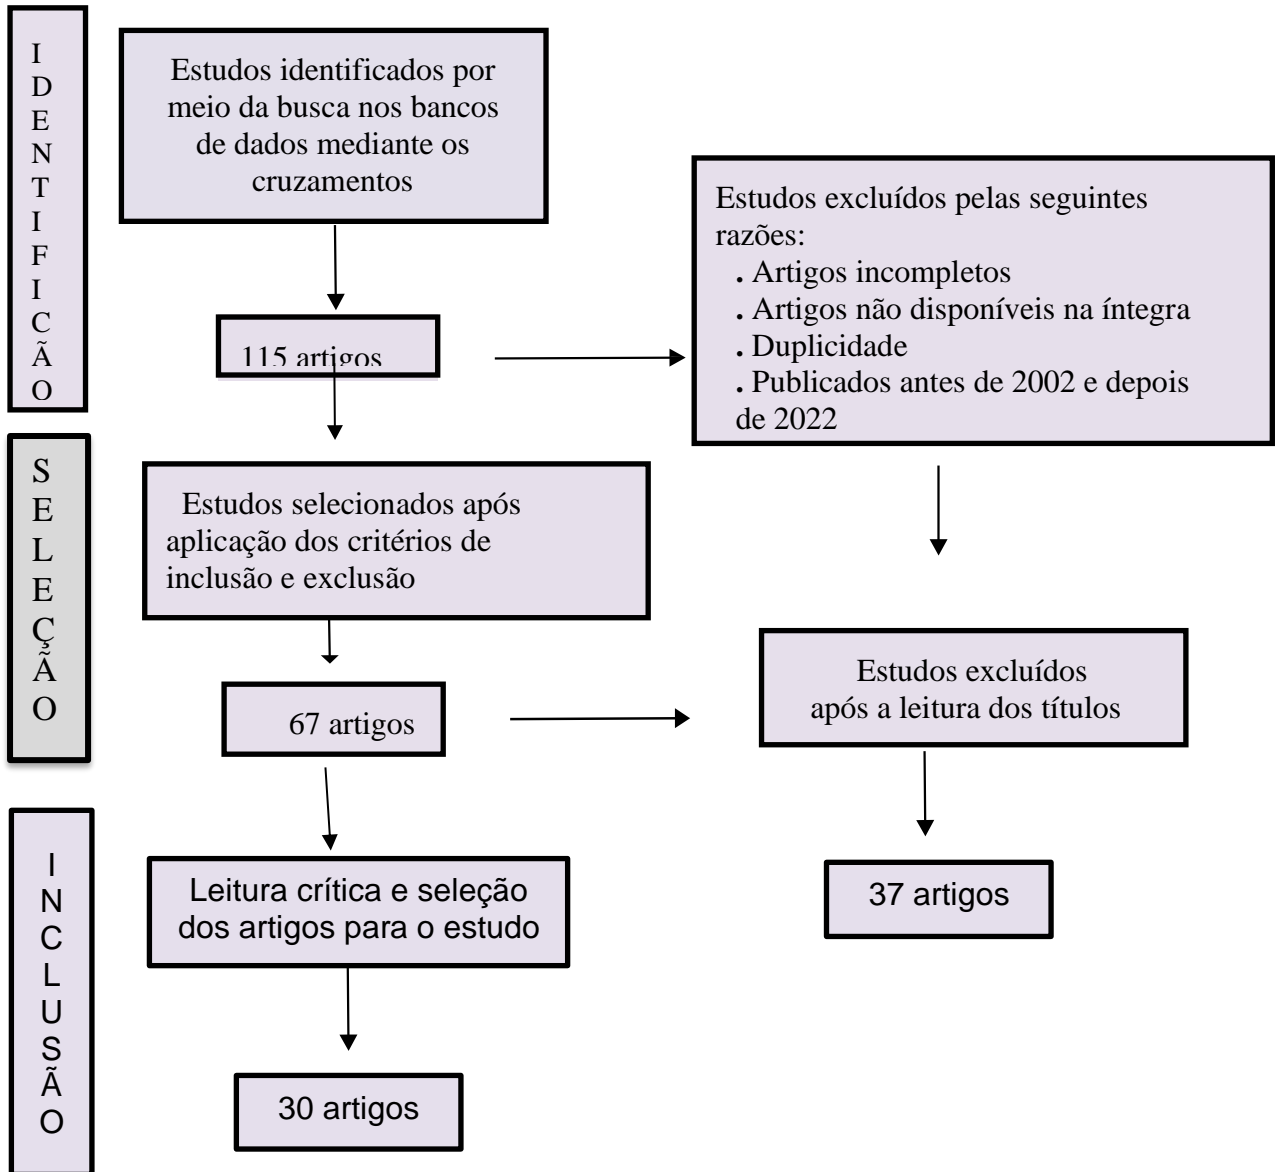 IDENTIFICÃO
Estudos identificados por
meio da busca nos bancos
de dados mediante os
cruzamentos
115 artigos
Estudos excluídos pelas seguintes
razões:
. Artigos incompletos
. Artigos não disponíveis na íntegra
. Duplicidade
. Publicados antes de 2002 e depois
de 2022
SELEÇÃO
Estudos selecionados após
aplicação dos critérios de
inclusão e exclusão
67 artigos
Estudos excluídos
após a leitura dos títulos
37 artigos
INCLUSÃO
Leitura crítica e seleção
dos artigos para o estudo
30 artigos